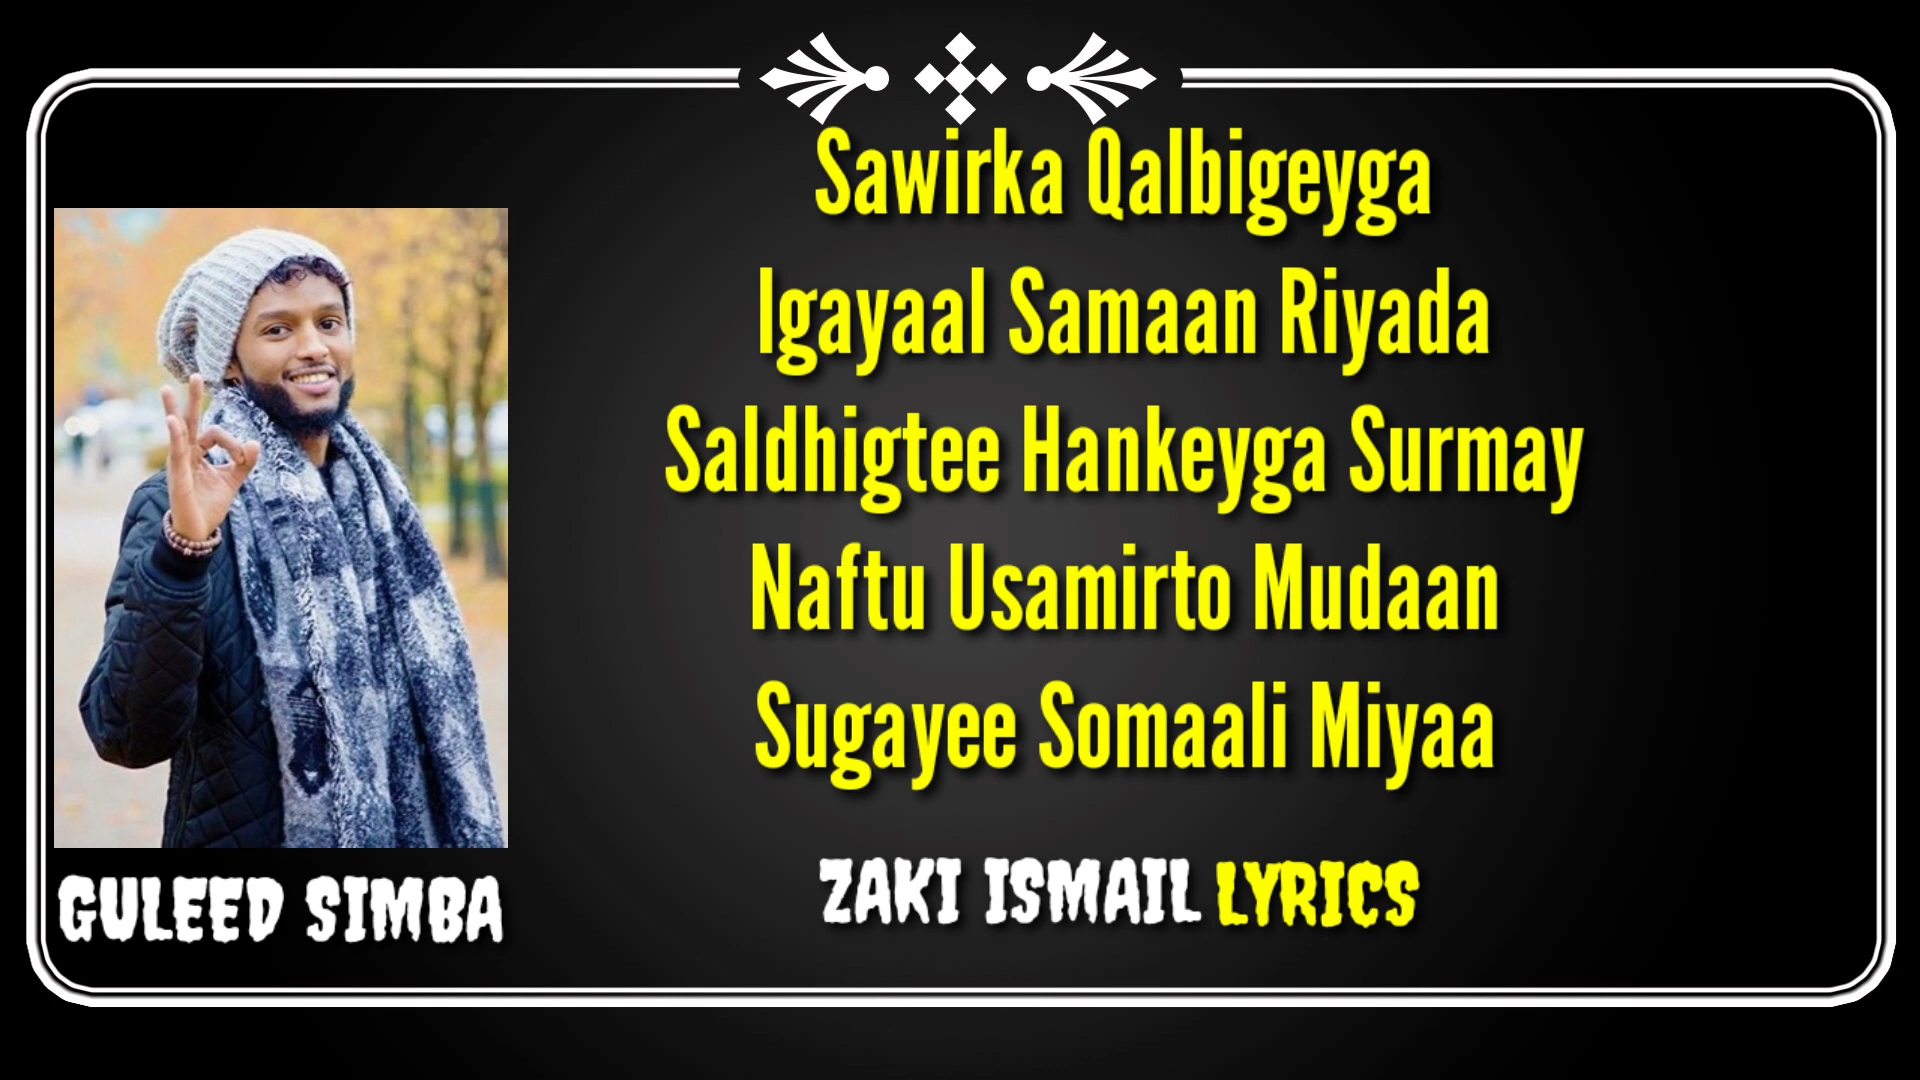 Sawirka Qalbigeyga
Igayaal Samaan Riyada
Saldhigtee Hankeyga Surmay
Naftu Usamirto Mudaan
Sugayee Somaali Miyaa
GULEED SIMBA
ZAKI ISMAIL LYRICS